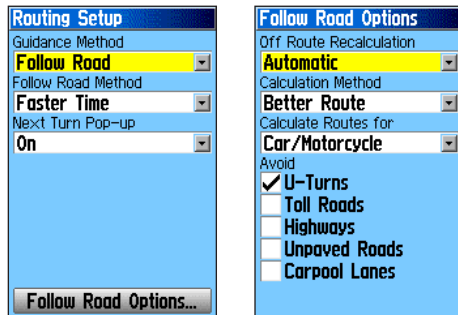 Routing Setup
Guidance Method
Follow Road
Follow Road Method
Faster Time
Next Turn Pop-up
On
Follow Road Options...
Follow Road Options
Off Route Recalculation
Automatic
Calculation Method
Better Route
Calculate Routes for
Car/Motorcycle
Avoid
U-Turns
Toll Roads
Highways
Unpaved Roads
Carpool Lanes